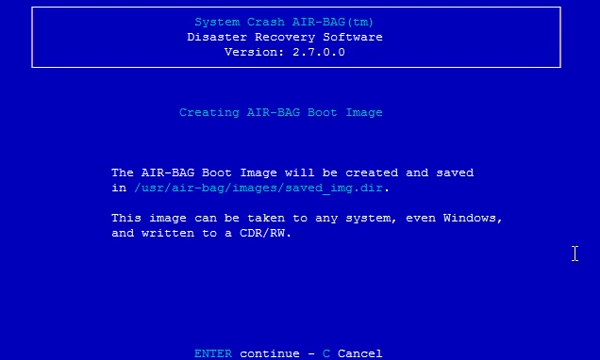 System Crash AIR-BAG(tm)
Disaster Recovery Software
Version: 2.7.0.0
Creating AIR-BAG Boot Image
The AIR-BAG Boot Image will be created and saved
in /usr/air-bag/images/saved_img.dir.
This image can be taken to any system, even Windows,
and written to a CDR/RW.
ENTER continue - C Cancel